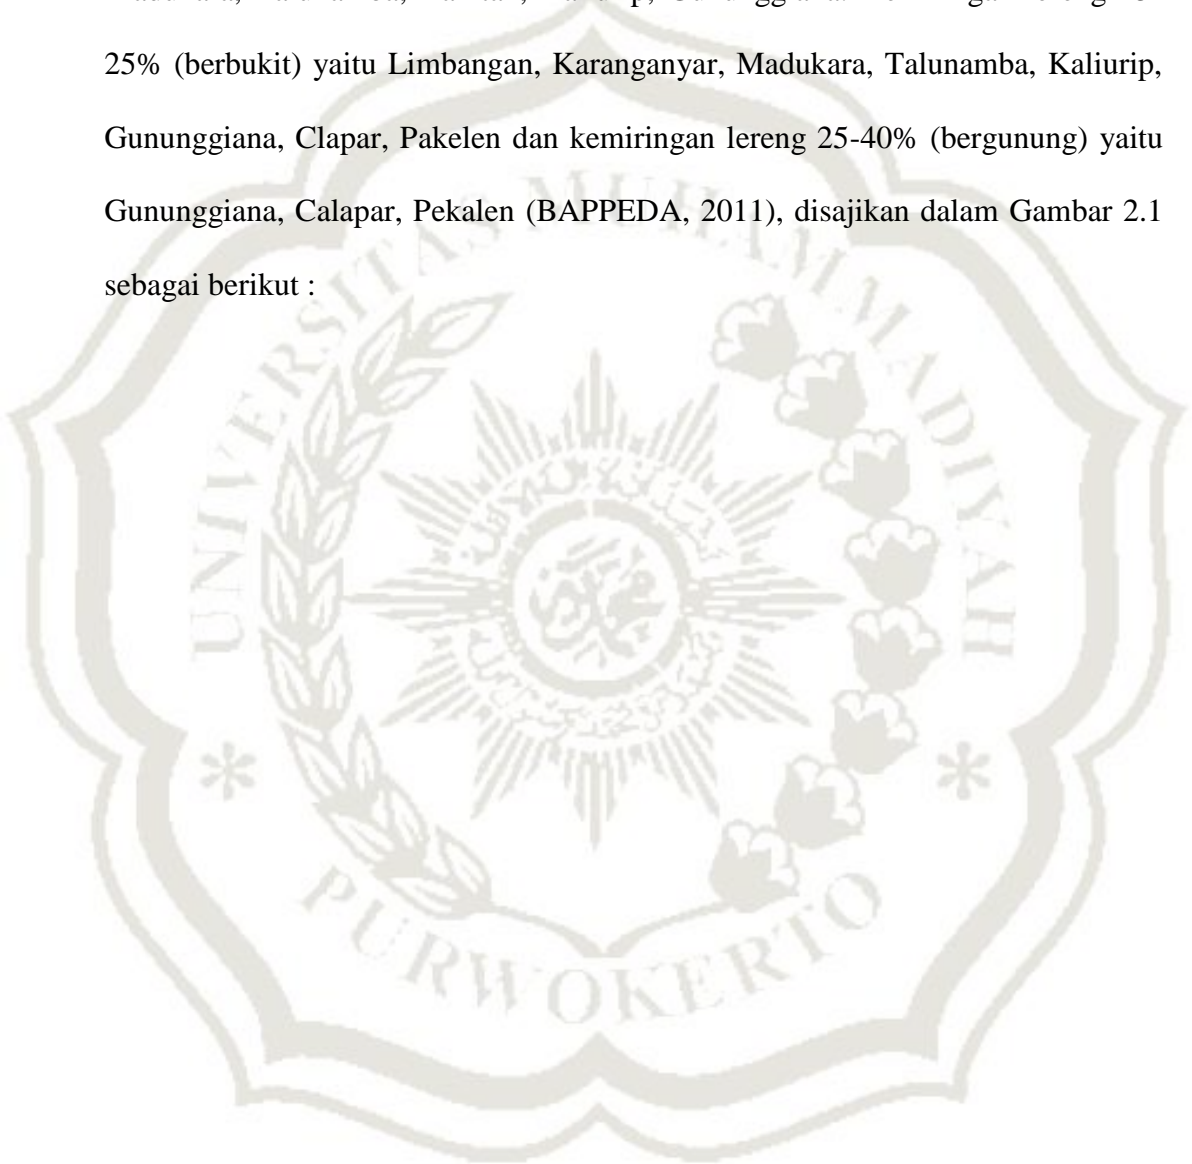 25% (berbukit) yaitu Limbangan, Karanganyar, Madukara, Talunamba, Kaliurip,
Gununggiana, Clapar, Pakelen dan kemiringan lereng 25-40% (bergunung) yaitu
Gununggiana, Calapar, Pekalen (BAPPEDA, 2011), disajikan dalam Gambar 2.1
sebagai berikut :
UNIVERSITAS MUHAMMADIYAH
PURWOKERTO